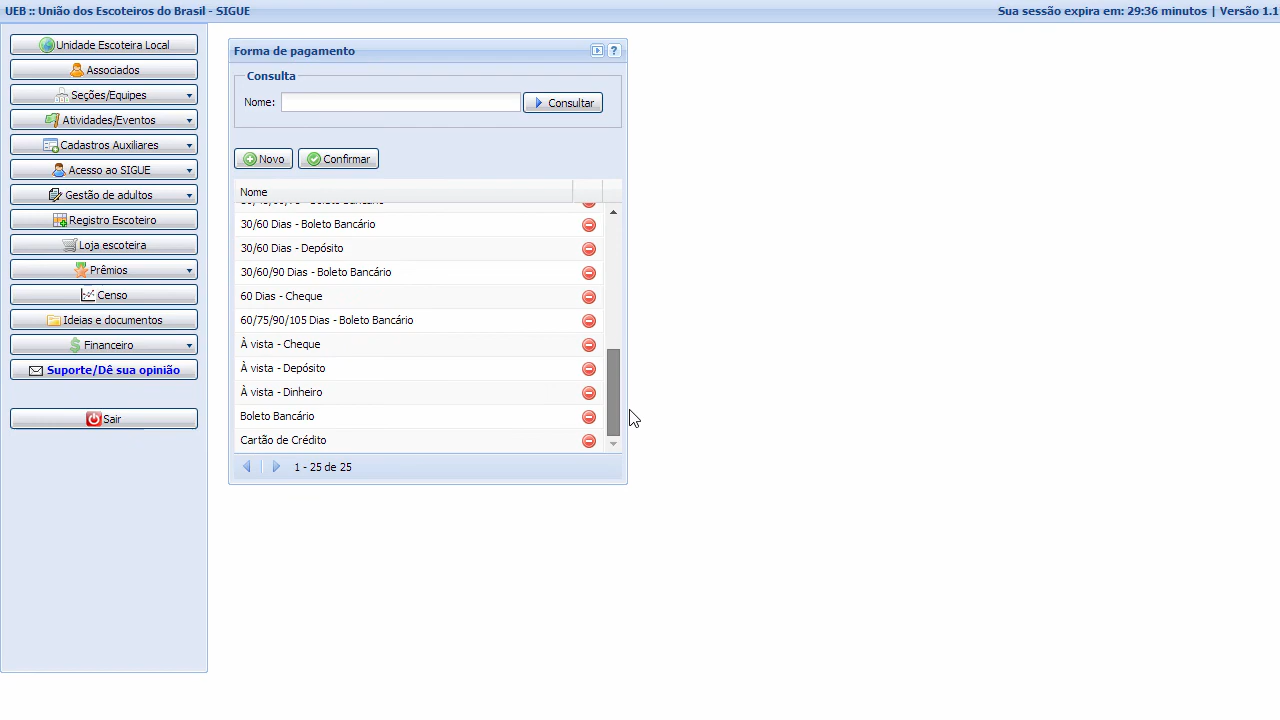 UEB :: União dos Escoteiros do Brasil - SIGUE
Sua sessão expira em: 29:36 minutos | Versão 1.1
Unidade Escoteira Local
Associados
Seções/Equipes
Atividades/Eventos
Cadastros Auxiliares
Acesso ao SIGUE
Gestão de adultos
Registro Escoteiro
Loja escoteira
Prêmios
Censo
Ideias e documentos
Financeiro
Suporte/Dê sua opinião
Sair
Forma de pagamento
Consulta
Nome:
Consultar
Novo
Confirmar
Nome
30/60 Dias - Boleto Bancário
30/60 Dias - Depósito
30/60/90 Dias - Boleto Bancário
60 Dias - Cheque
60/75/90/105 Dias - Boleto Bancário
À vista - Cheque
À vista - Depósito
À vista - Dinheiro
Boleto Bancário
Cartão de Crédito
1 - 25 de 25